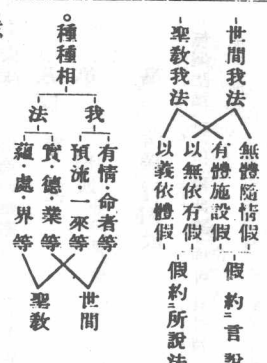 世間我法
聖教我法
無體隨情假
有體施設假
以無依有假
以義依體假
假約言說
假約所說法
種種相
我
法
有情·命者等
預流·一來等
實·德·業等
蘊·處·界等
世間
聖教